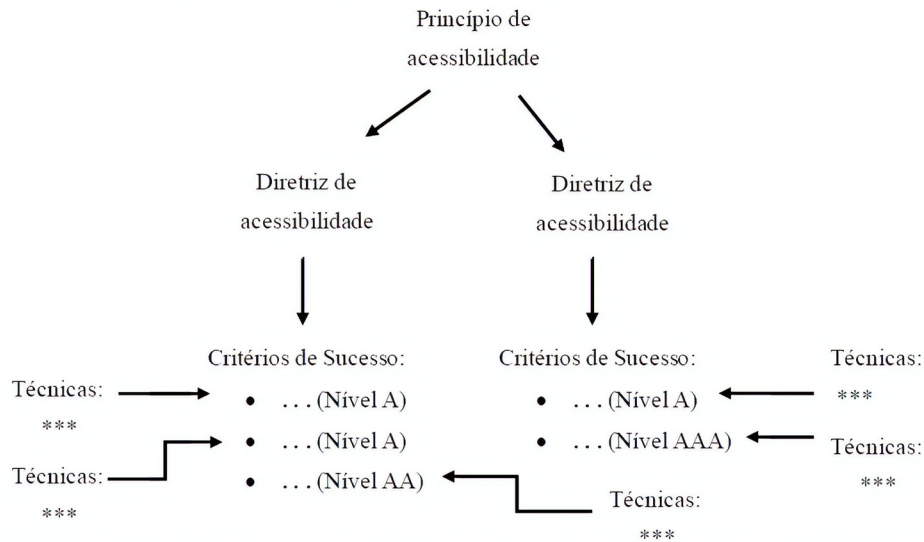 Princípio de
acessibilidade
Diretriz de
acessibilidade
Diretriz de
acessibilidade
Critérios de Sucesso:
• ...(Nível A)
• ...(Nível A)
• ...(Nível AA)
Critérios de Sucesso:
• ...(Nível A)
• ...(Nível AAA)
Técnicas:
***
Técnicas:
***
Técnicas:
***
Técnicas:
***
Técnicas:
***